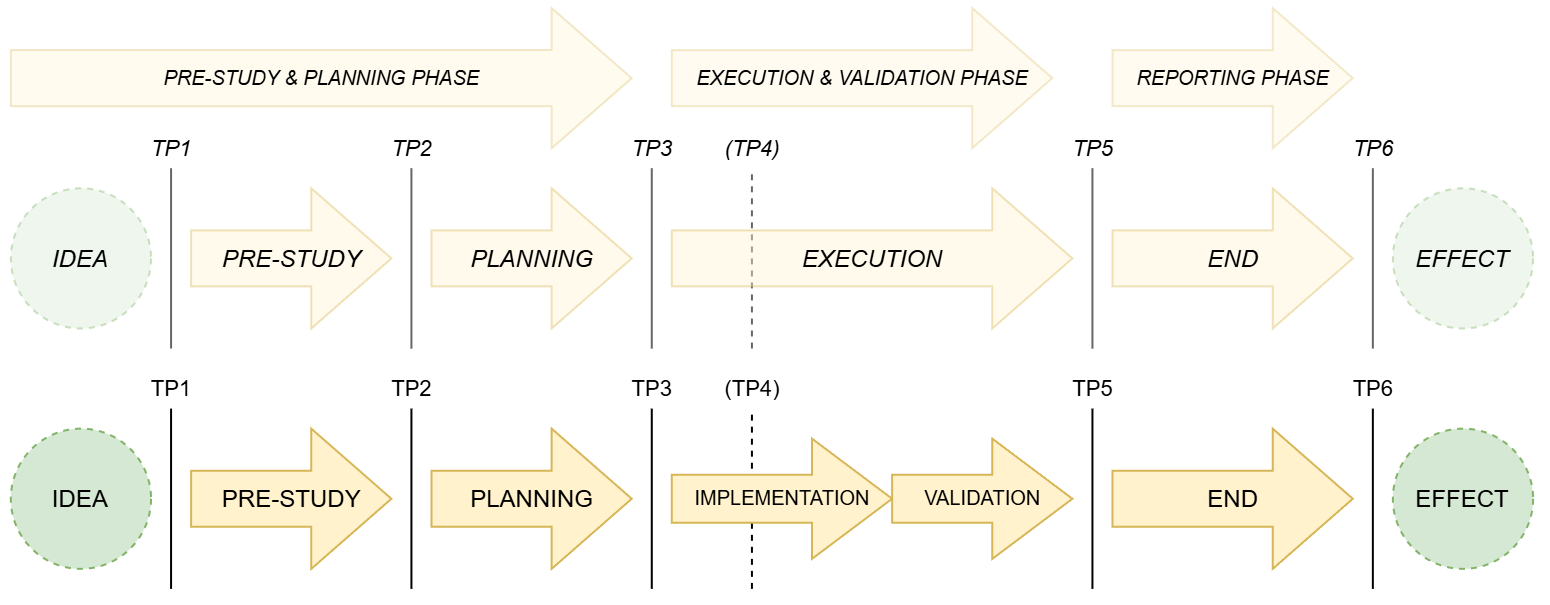 PRE-STUDY & PLANNING PHASE EXECUTION & VALIDATION PHASE REPORTING PHASE
TP1 TP2 TP3 (TP4) TP5 TP6
IDEA PRE-STUDY PLANNING EXECUTION END EFFECT
TP1 TP2 TP3 (TP4) TP5 TP6
IDEA PRE-STUDY PLANNING IMPLEMENTATION VALIDATION END EFFECT